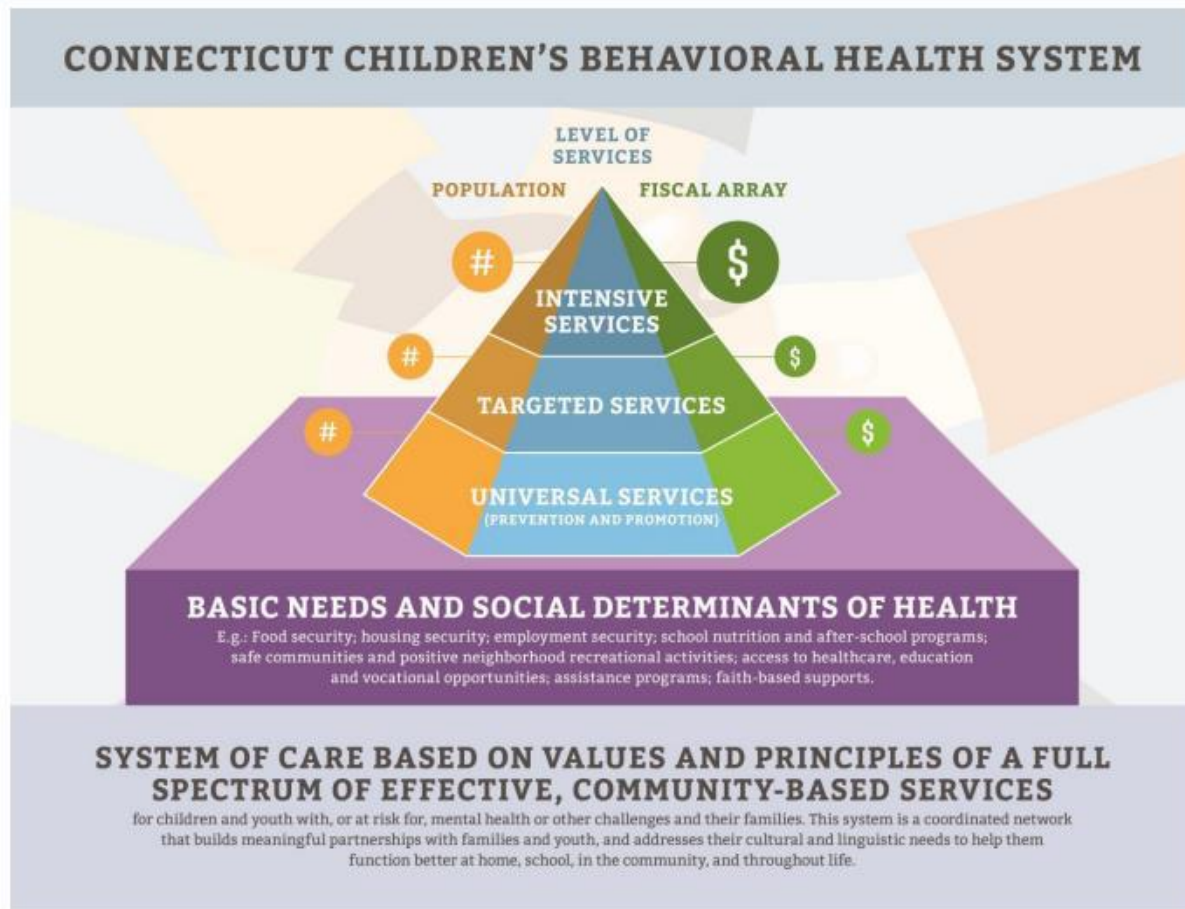 CONNECTICUT CHILDREN'S BEHAVIORAL HEALTH SYSTEM
LEVEL OF
SERVICES
POPULATION
FISCAL ARRAY
#
$
INTENSIVE
SERVICES
#
$
TARGETED SERVICES
#
$
UNIVERSAL SERVICES
(PREVENTION AND PROMOTION)
BASIC NEEDS AND SOCIAL DETERMINANTS OF HEALTH
E.g.: Food security; housing security; employment security; school nutrition and after-school programs;
safe communities and positive neighborhood recreational activities; access to healthcare, education
and vocational opportunities; assistance programs; faith-based supports.
SYSTEM OF CARE BASED ON VALUES AND PRINCIPLES OF A FULL
SPECTRUM OF EFFECTIVE, COMMUNITY-BASED SERVICES
for children and youth with, or at risk for, mental health or other challenges and their families. This system is a coordinated network
that builds meaningful partnerships with families and youth, and addresses their cultural and linguistic needs to help them
function better at home, school, in the community, and throughout life.